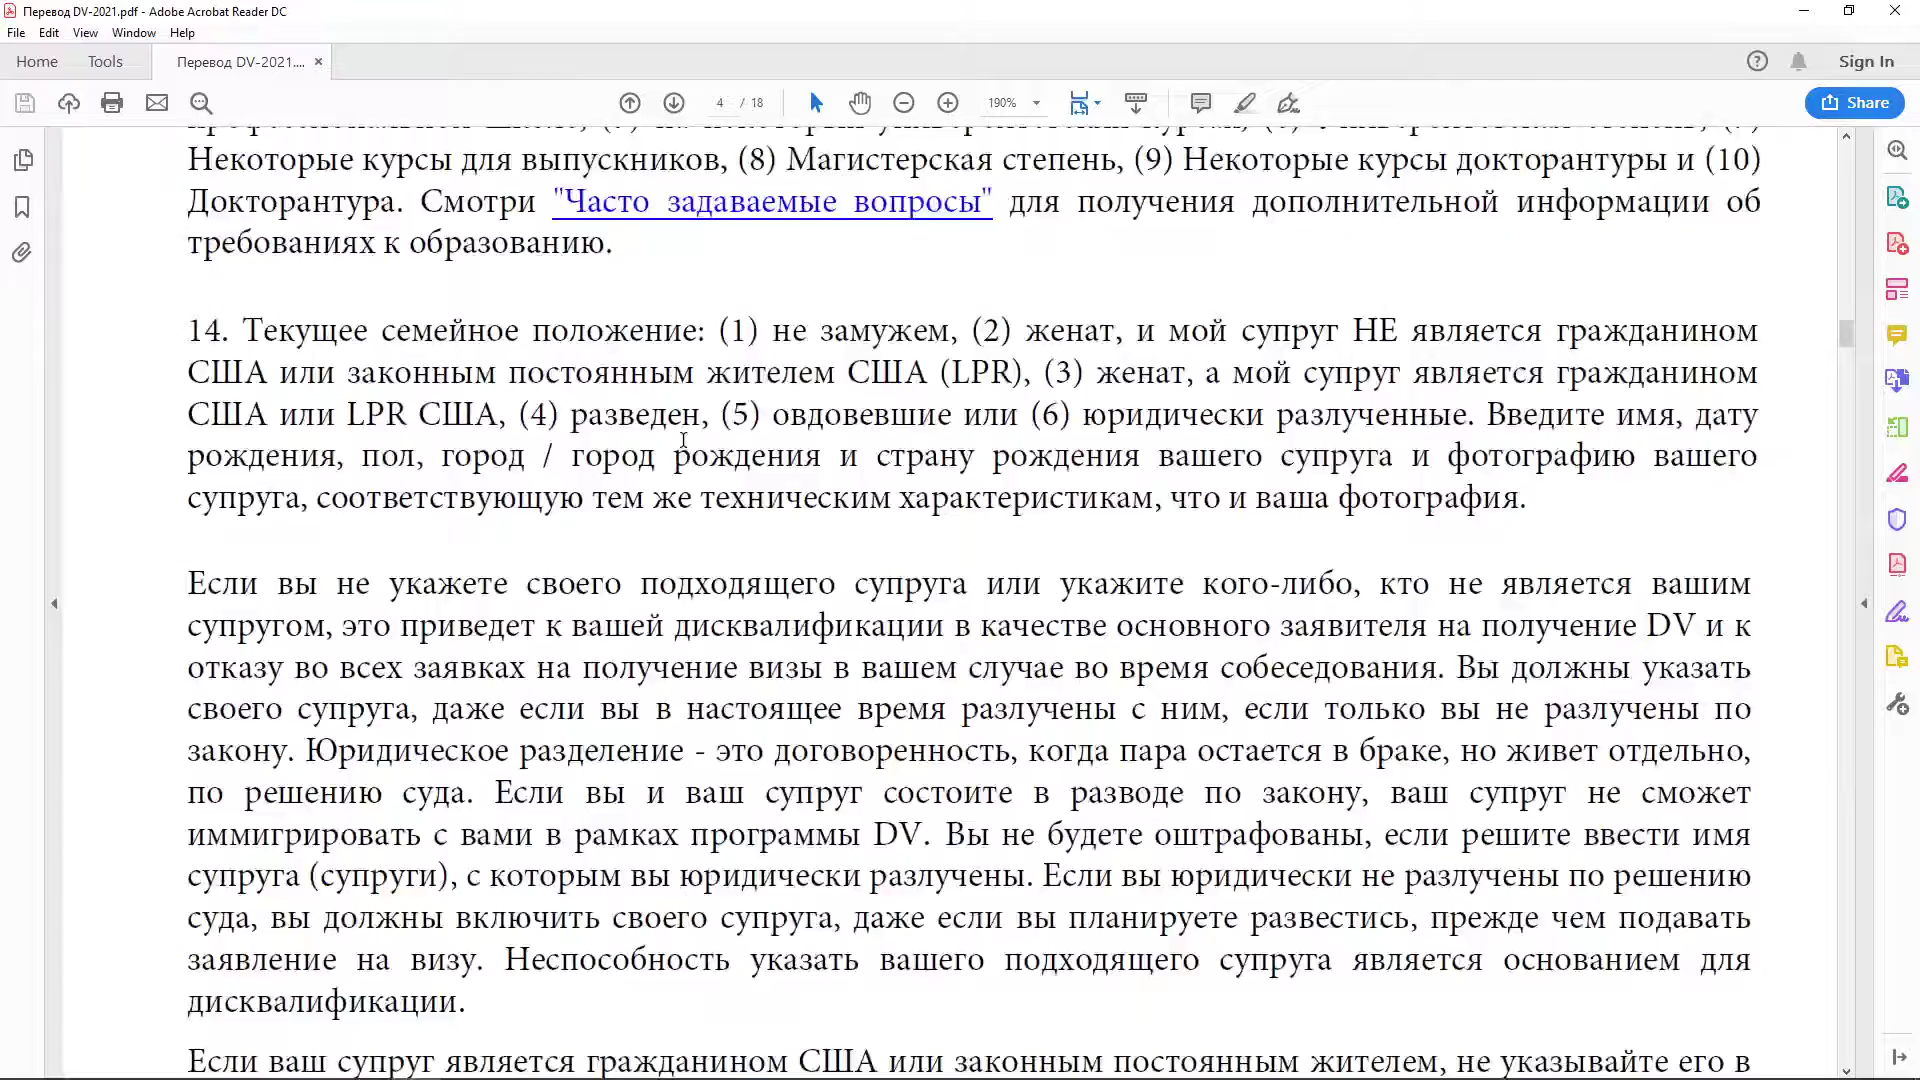 Перевод DV-2021.pdf - Adobe Acrobat Reader DC
File Edit View Window Help
Home Tools Перевод DV-2021.... Sign In
4 / 18 190% Share
Некоторые курсы для выпускников, (8) Магистерская степень, (9) Некоторые курсы докторантуры и (10)
Докторантура. Смотри "Часто задаваемые вопросы" для получения дополнительной информации об
требованиях к образованию.
14. Текущее семейное положение: (1) не замужем, (2) женат, и мой супруг НЕ является гражданином
США или законным постоянным жителем США (LPR), (3) женат, а мой супруг является гражданином
США или LPR США, (4) разведен, (5) овдовевшие или (6) юридически разлученные. Введите имя, дату
рождения, пол, город / город рождения и страну рождения вашего супруга и фотографию вашего
супруга, соответствующую тем же техническим характеристикам, что и ваша фотография.
Если вы не укажете своего подходящего супруга или укажите кого-либо, кто не является вашим
супругом, это приведет к вашей дисквалификации в качестве основного заявителя на получение DV и к
отказу во всех заявках на получение визы в вашем случае во время собеседования. Вы должны указать
своего супруга, даже если вы в настоящее время разлучены с ним, если только вы не разлучены по
закону. Юридическое разделение - это договоренность, когда пара остается в браке, но живет отдельно,
по решению суда. Если вы и ваш супруг состоите в разводе по закону, ваш супруг не сможет
иммигрировать с вами в рамках программы DV. Вы не будете оштрафованы, если решите ввести имя
супруга (супруги), с которым вы юридически разлучены. Если вы юридически не разлучены по решению
суда, вы должны включить своего супруга, даже если вы планируете развестись, прежде чем подавать
заявление на визу. Неспособность указать вашего подходящего супруга является основанием для
дисквалификации.
Если ваш супруг является гражданином США или законным постоянным жителем, не указывайте его в